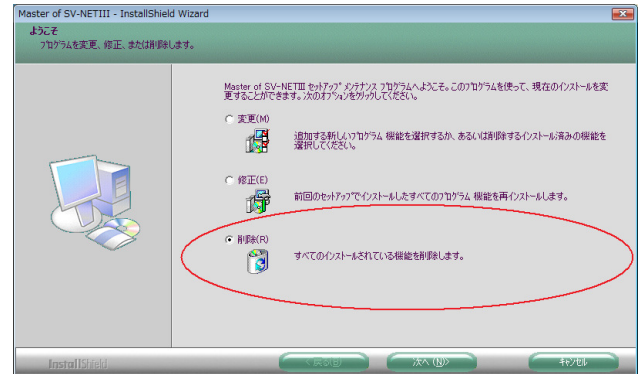 Master of SV-NETIII - InstallShield Wizard
ようこそ
プログラムを変更、修正、または削除します。
Master of SV-NETIII セットアップ メンテナンス プログラムへようこそ。このプログラムを使って、現在のインストールを変
更することができます。次のオプションをクリックしてください。
変更(M)
追加する新しいプログラム 機能を選択するか、あるいは削除するインストール済みの機能を
選択してください。
修正(E)
前回のセットアップでインストールしたすべてのプログラム 機能を再インストールします。
削除(R)
すべてのインストールされている機能を削除します。
InstallShield
< 戻る(B)
次へ (N)>
キャンセル